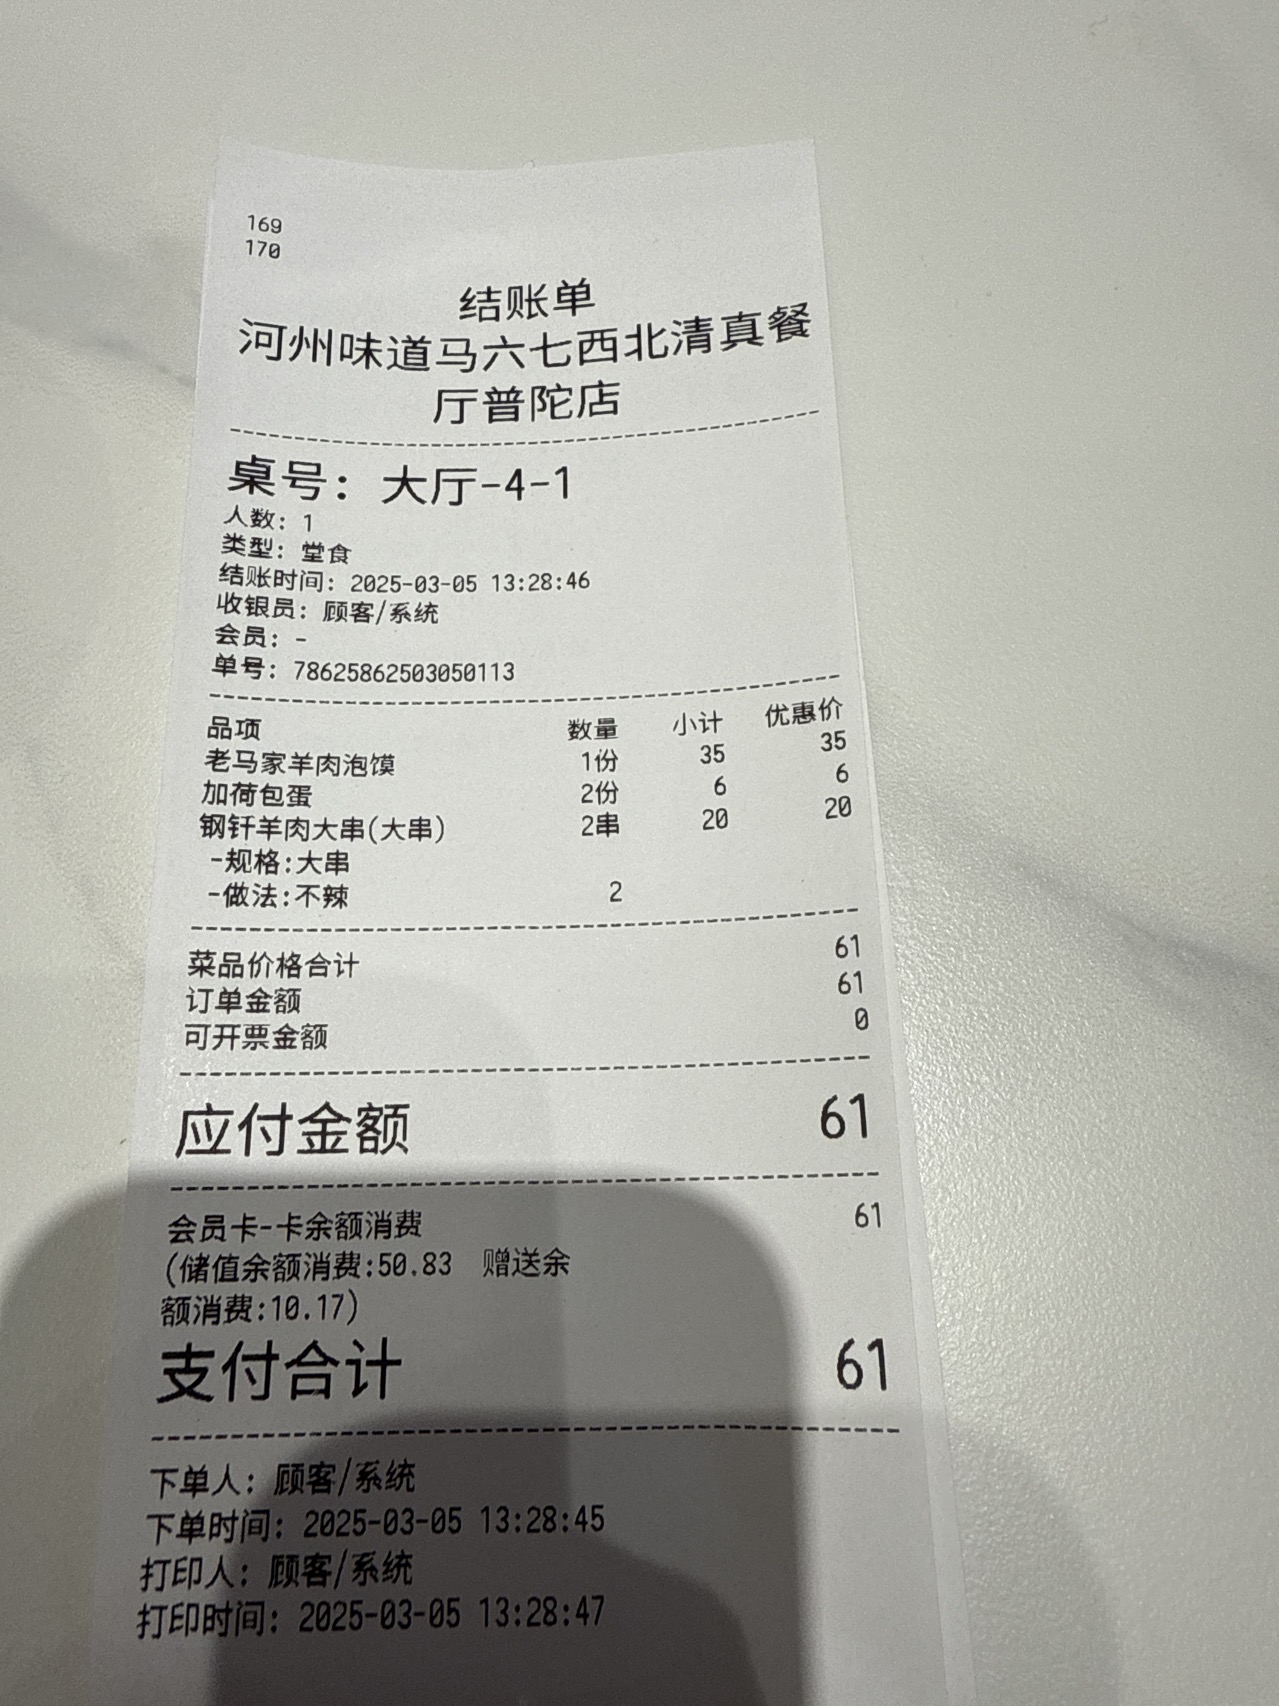 169
170
结账单
河州味道马六七西北清真餐
厅普陀店
桌号：大厅-4-1
人数：1
类型：堂食
结账时间：2025-03-05 13:28:46
收银员：顾客/系统
会员：-
单号：78625862503050113
品项 数量 小计 优惠价
老马家羊肉泡馍 1份 35 35
加荷包蛋 2份 6 6
钢钎羊肉大串(大串) 2串 20 20
-规格:大串
-做法:不辣 2
菜品价格合计 61
订单金额 61
可开票金额 0
应付金额 61
会员卡-卡余额消费 61
(储值余额消费:50.83 赠送余
额消费:10.17)
支付合计 61
下单人：顾客/系统
下单时间：2025-03-05 13:28:45
打印人：顾客/系统
打印时间：2025-03-05 13:28:47